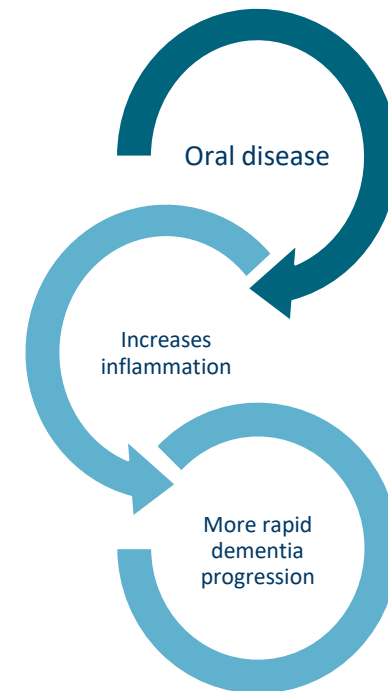 Oral disease
Increases
inflammation
More rapid
dementia
progression